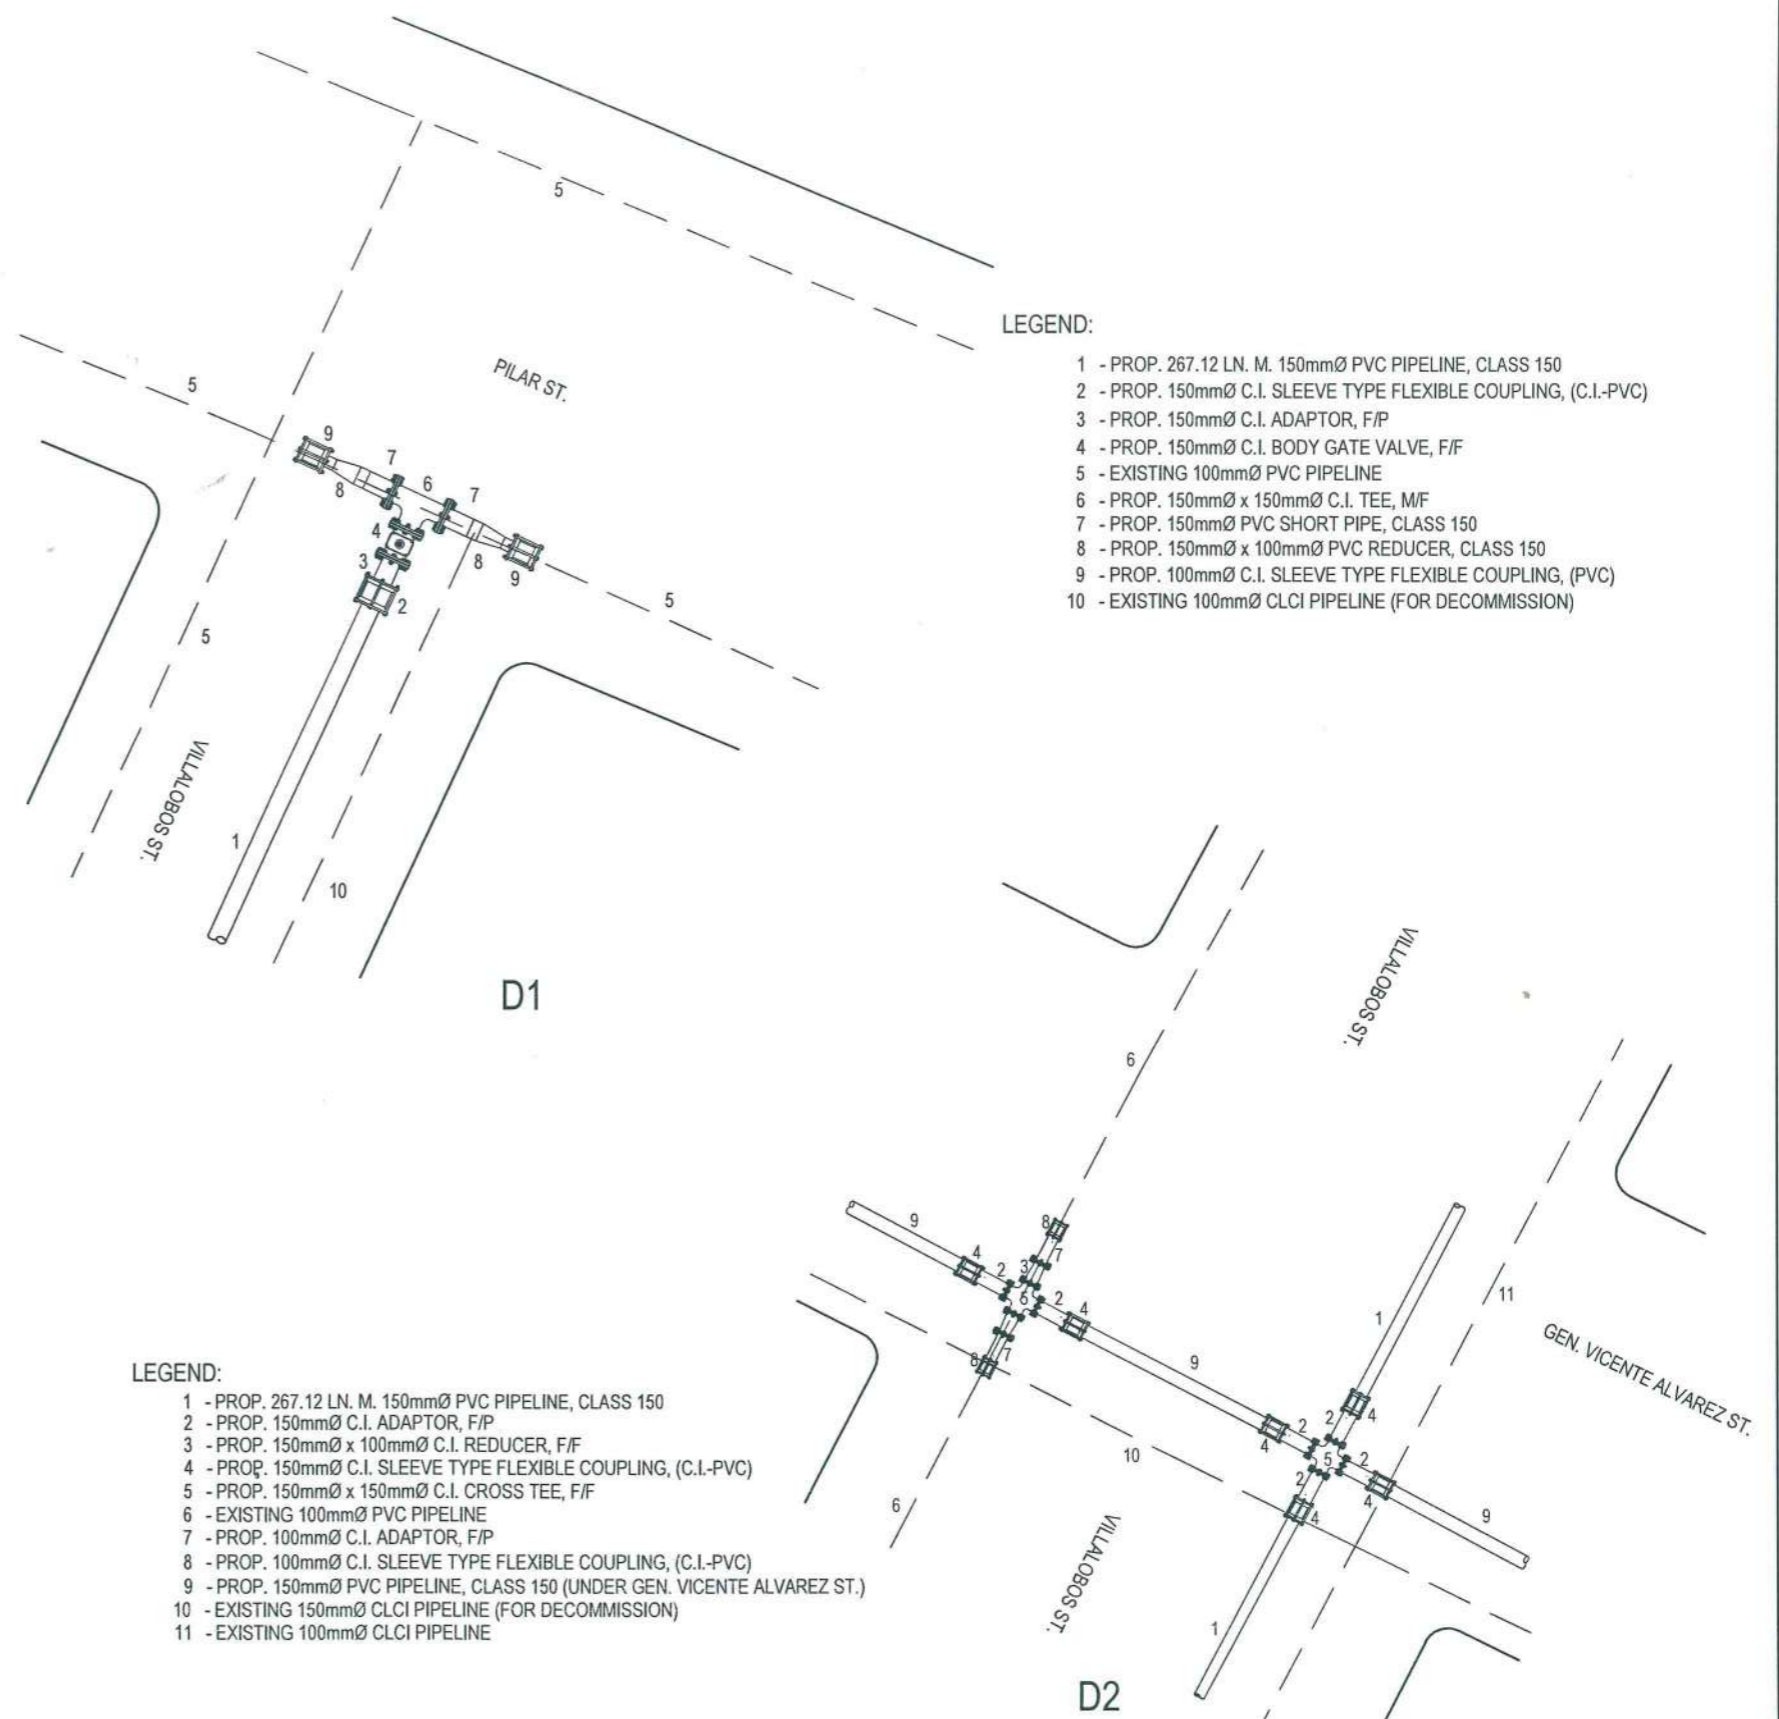 5
5
PILAR ST.
9
7
6
7
8
4
3
8
9
2
5
5
VILLALOBOS ST.
1
10
D1
LEGEND:
1 - PROP. 267.12 LN. M. 150mmØ PVC PIPELINE, CLASS 150
2 - PROP. 150mmØ C.I. SLEEVE TYPE FLEXIBLE COUPLING, (C.I.-PVC)
3 - PROP. 150mmØ C.I. ADAPTOR, F/P
4 - PROP. 150mmØ C.I. BODY GATE VALVE, F/F
5 - EXISTING 100mmØ PVC PIPELINE
6 - PROP. 150mmØ x 150mmØ C.I. TEE, M/F
7 - PROP. 150mmØ PVC SHORT PIPE, CLASS 150
8 - PROP. 150mmØ x 100mmØ PVC REDUCER, CLASS 150
9 - PROP. 100mmØ C.I. SLEEVE TYPE FLEXIBLE COUPLING, (PVC)
10 - EXISTING 100mmØ CLCI PIPELINE (FOR DECOMMISSION)
VILLALOBOS ST.
6
9
8
4
2
3
7
6
2
4
8
7
9
1
11
GEN. VICENTE ALVAREZ ST.
4
2
2
4
5
2
2
4
4
9
10
6
VILLALOBOS ST.
1
D2
LEGEND:
1 - PROP. 267.12 LN. M. 150mmØ PVC PIPELINE, CLASS 150
2 - PROP. 150mmØ C.I. ADAPTOR, F/P
3 - PROP. 150mmØ x 100mmØ C.I. REDUCER, F/F
4 - PROP. 150mmØ C.I. SLEEVE TYPE FLEXIBLE COUPLING, (C.I.-PVC)
5 - PROP. 150mmØ x 150mmØ C.I. CROSS TEE, F/F
6 - EXISTING 100mmØ PVC PIPELINE
7 - PROP. 100mmØ C.I. ADAPTOR, F/P
8 - PROP. 100mmØ C.I. SLEEVE TYPE FLEXIBLE COUPLING, (C.I.-PVC)
9 - PROP. 150mmØ PVC PIPELINE, CLASS 150 (UNDER GEN. VICENTE ALVAREZ ST.)
10 - EXISTING 150mmØ CLCI PIPELINE (FOR DECOMMISSION)
11 - EXISTING 100mmØ CLCI PIPELINE